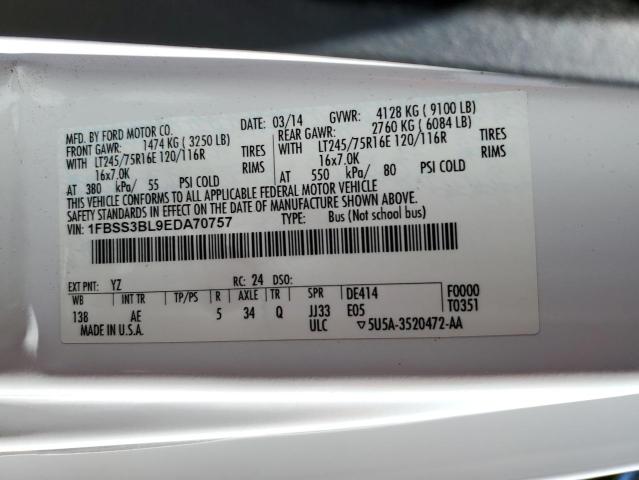 MFD. BY FORD MOTOR CO. DATE: 03/14 GVWR: 4128 KG ( 9100 LB)
FRONT GAWR: 1474 KG ( 3250 LB) REAR GAWR: 2760 KG ( 6084 LB)
WITH LT245/75R16E 120/116R TIRES WITH LT245/75R16E 120/116R TIRES
16x7.0K RIMS 16x7.0K RIMS
AT 380 kPa/ 55 PSI COLD AT 550 kPa/ 80 PSI COLD
THIS VEHICLE CONFORMS TO ALL APPLICABLE FEDERAL MOTOR VEHICLE
SAFETY STANDARDS IN EFFECT ON THE DATE OF MANUFACTURE SHOWN ABOVE.
VIN: 1FBSS3BL9EDA70757 TYPE: Bus (Not school bus)
EXT PNT: YZ RC: 24 DSO:
WB INT TR TP/PS R AXLE TR SPR DE414 F0000
138 AE 5 34 Q JJ33 E05 T0351
MADE IN U.S.A. ULC ▽5U5A-3520472-AA